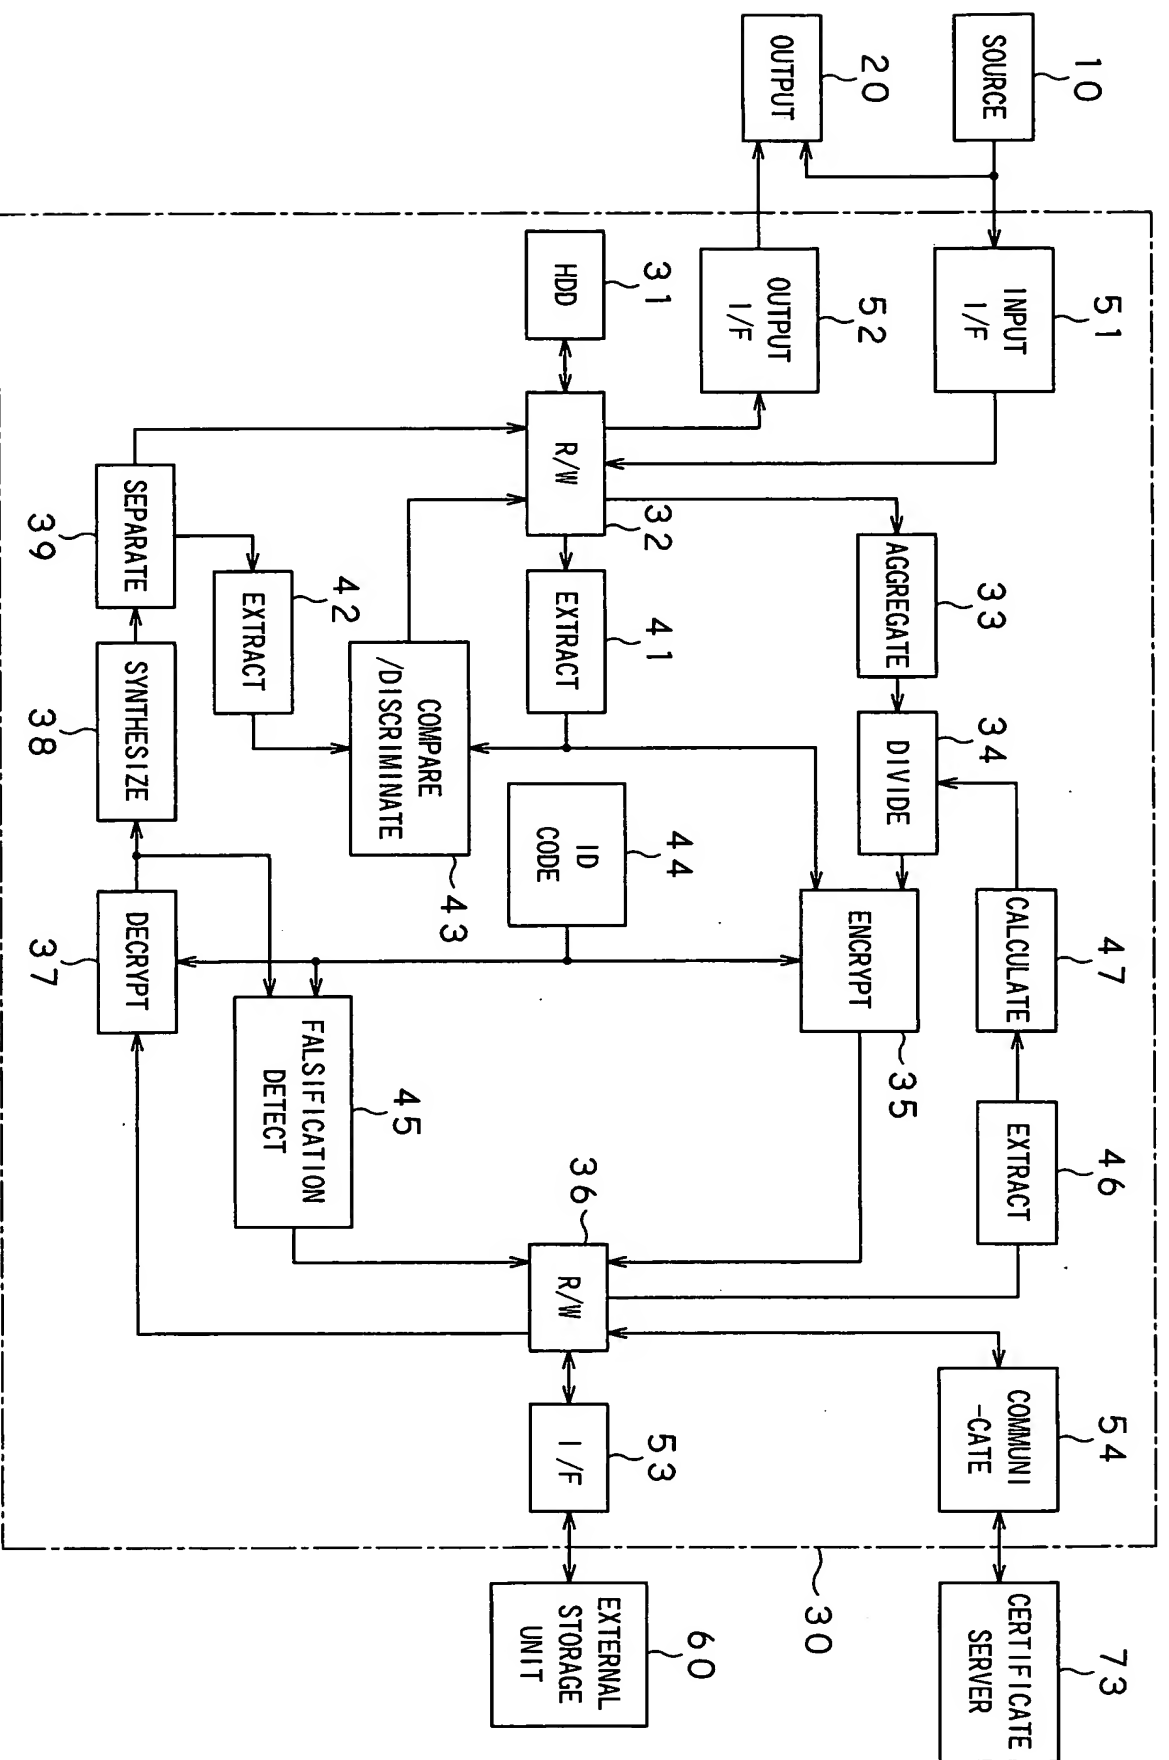 10
SOURCE
20
OUTPUT
51
INPUT
I/F
52
OUTPUT
I/F
31
HDD
R/W
32
33
AGGREGATE
34
DIVIDE
47
CALCULATE
46
EXTRACT
41
EXTRACT
ENCRYPT
35
44
ID
CODE
COMPARE
/DISCRIMINATE
43
42
EXTRACT
SEPARATE
39
SYNTHESIZE
38
DECRYPT
37
45
FALSIFICATION
DETECT
36
R/W
53
I/F
54
COMMUNI
-CATE
30
73
CERTIFICATE
SERVER
60
EXTERNAL
STORAGE
UNIT